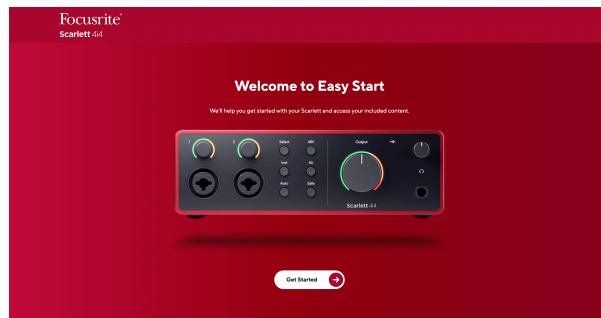 Focusrite®
Scarlett 4i4
Welcome to Easy Start
We'll help you get started with your Scarlett and access your included content.
1
2
Select
48V
Output
Inst
Air
Auto
Safe
Scarlett 4i4
Get Started